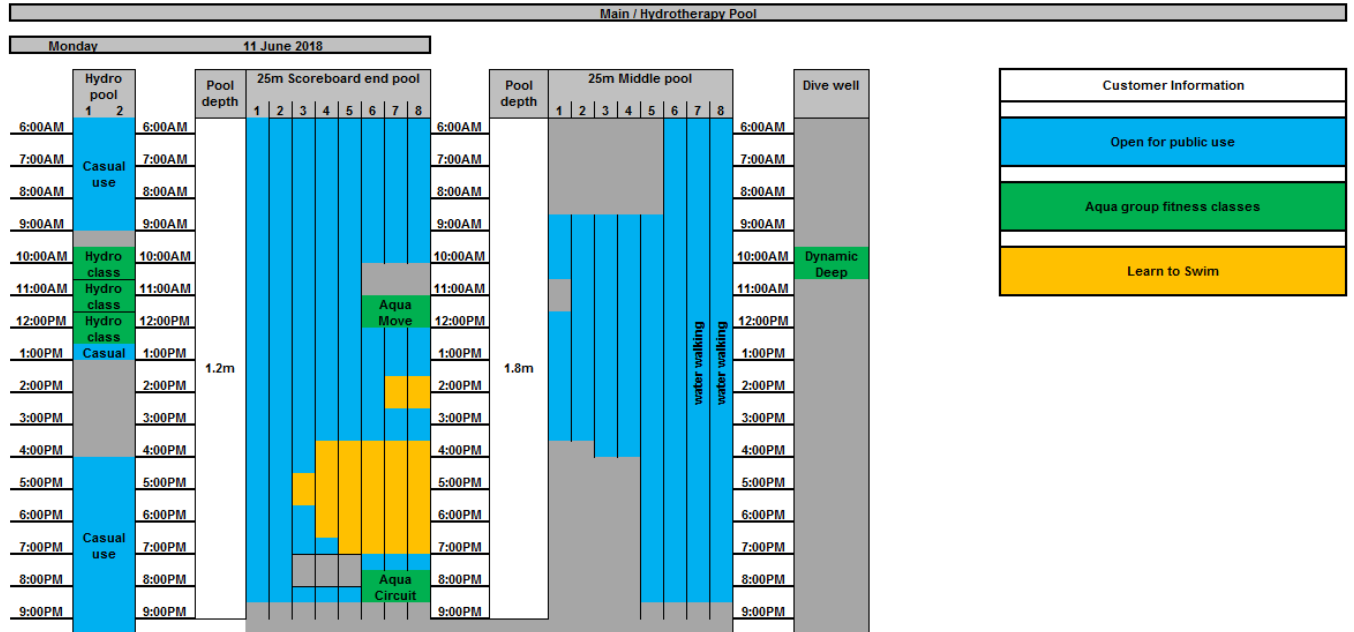 Main / Hydrotherapy Pool
Monday 11 June 2018
Hydro pool
1 2
Pool depth
25m Scoreboard end pool
1 2 3 4 5 6 7 8
Pool depth
25m Middle pool
1 2 3 4 5 6 7 8
Dive well
Customer Information
Open for public use
Aqua group fitness classes
Learn to Swim
6:00AM 6:00AM 6:00AM 6:00AM
7:00AM Casual use 7:00AM 7:00AM 7:00AM
8:00AM 8:00AM 8:00AM 8:00AM
9:00AM 9:00AM 9:00AM 9:00AM
10:00AM Hydro class 10:00AM 10:00AM 10:00AM Dynamic Deep
11:00AM Hydro class 11:00AM Aqua Move 11:00AM 11:00AM
12:00PM Hydro class 12:00PM 12:00PM 12:00PM
1:00PM Casual 1:00PM 1.2m 1:00PM 1.8m water walking water walking 1:00PM
2:00PM 2:00PM 2:00PM 2:00PM
3:00PM 3:00PM 3:00PM 3:00PM
4:00PM 4:00PM 4:00PM 4:00PM
5:00PM 5:00PM 5:00PM 5:00PM
6:00PM 6:00PM 6:00PM 6:00PM
7:00PM Casual use 7:00PM 7:00PM 7:00PM
8:00PM 8:00PM Aqua Circuit 8:00PM 8:00PM
9:00PM 9:00PM 9:00PM 9:00PM